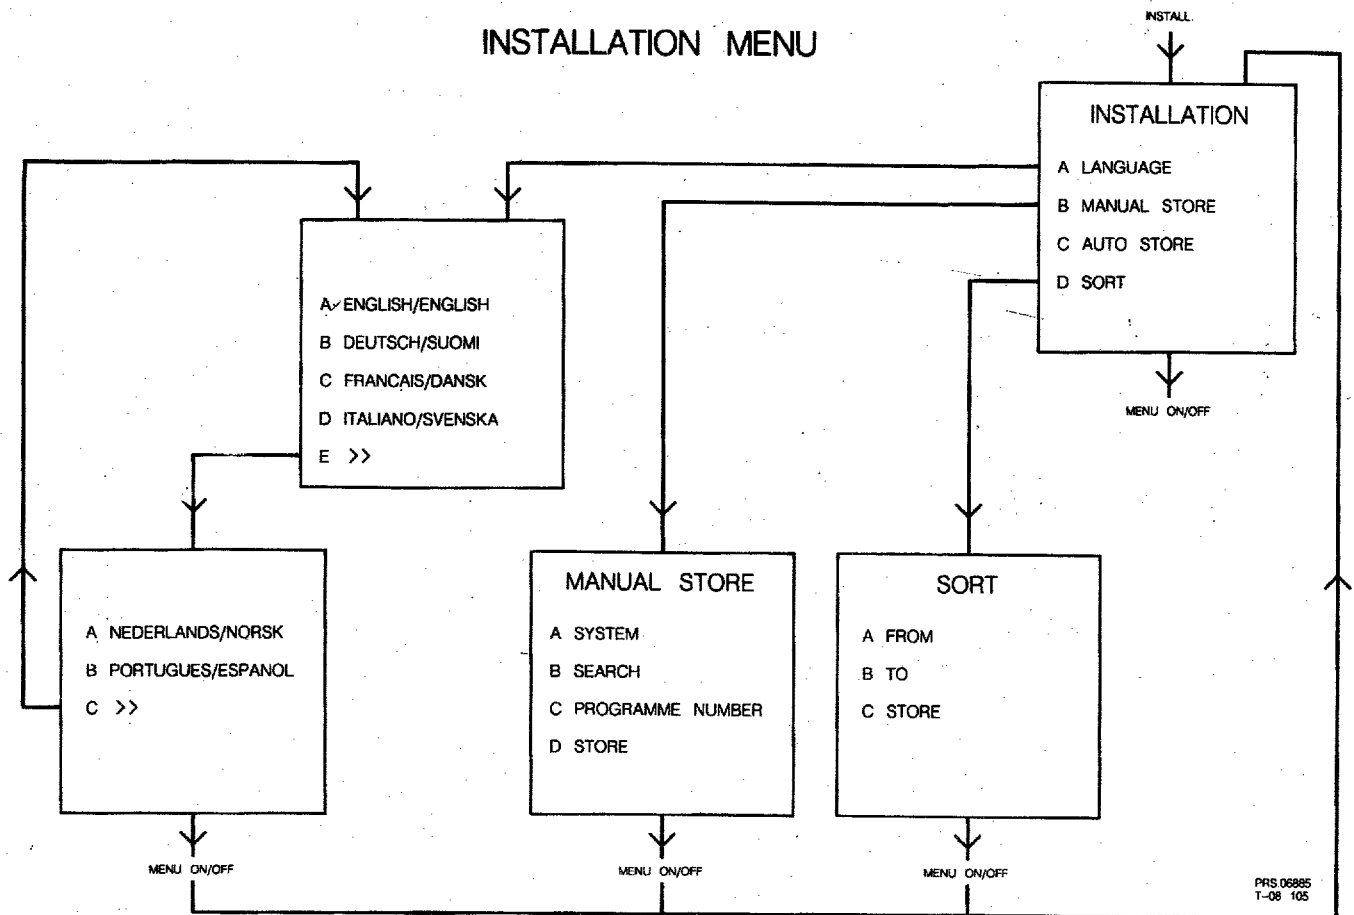 INSTALLATION MENU
INSTALL.
INSTALLATION
A LANGUAGE
B MANUAL STORE
C AUTO STORE
D SORT
MENU ON/OFF
A✓ ENGLISH/ENGLISH
B DEUTSCH/SUOMI
C FRANCAIS/DANSK
D ITALIANO/SVENSKA
E >>
A NEDERLANDS/NORSK
B PORTUGUES/ESPANOL
C >>
MENU ON/OFF
MANUAL STORE
A SYSTEM
B SEARCH
C PROGRAMME NUMBER
D STORE
MENU ON/OFF
SORT
A FROM
B TO
C STORE
MENU ON/OFF
PRS.06885
T-08 105